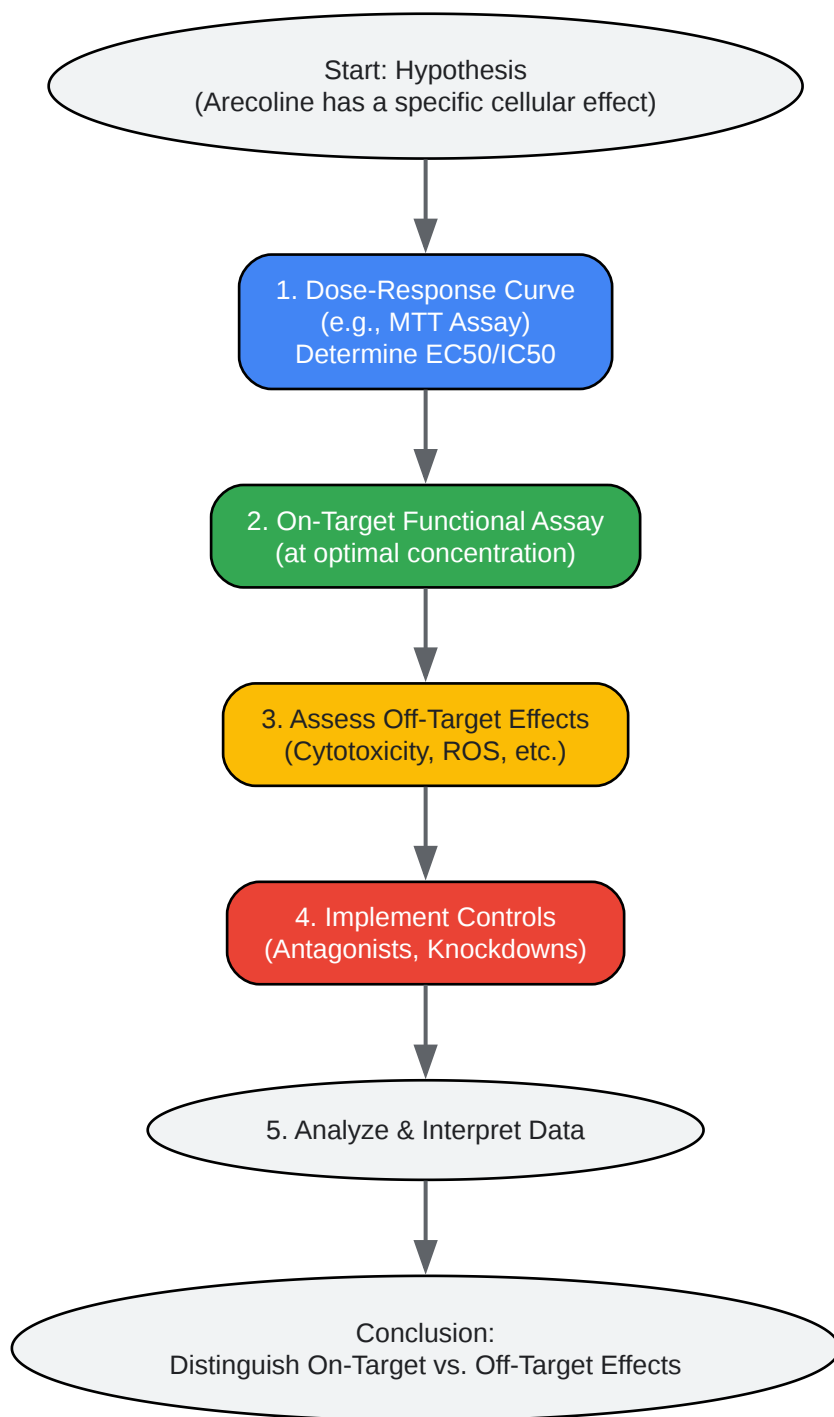 Start: Hypothesis
(Arecoline has a specific cellular effect)
1. Dose-Response Curve
(e.g., MTT Assay)
Determine EC50/IC50
2. On-Target Functional Assay
(at optimal concentration)
3. Assess Off-Target Effects
(Cytotoxicity, ROS, etc.)
4. Implement Controls
(Antagonists, Knockdowns)
5. Analyze & Interpret Data
Conclusion:
Distinguish On-Target vs. Off-Target Effects